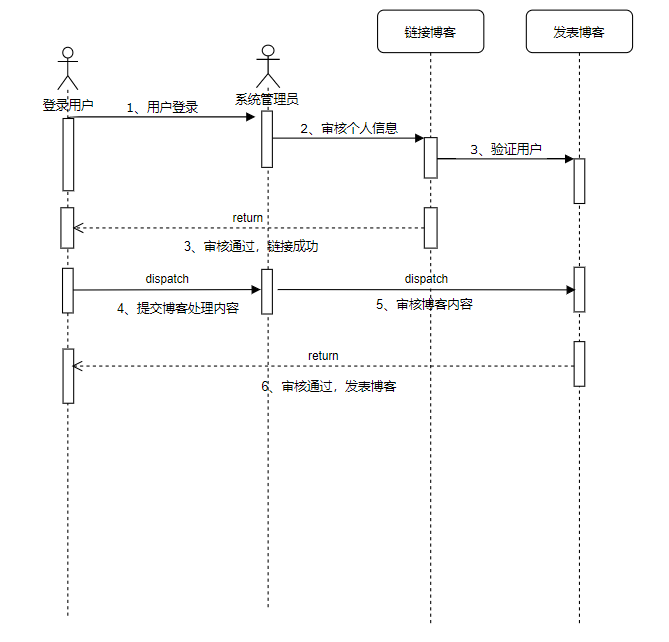 链接博客
发表博客
登录用户
系统管理员
1、用户登录
2、审核个人信息
3、验证用户
return
3、审核通过，链接成功
dispatch
dispatch
4、提交博客处理内容
5、审核博客内容
return
6、审核通过，发表博客